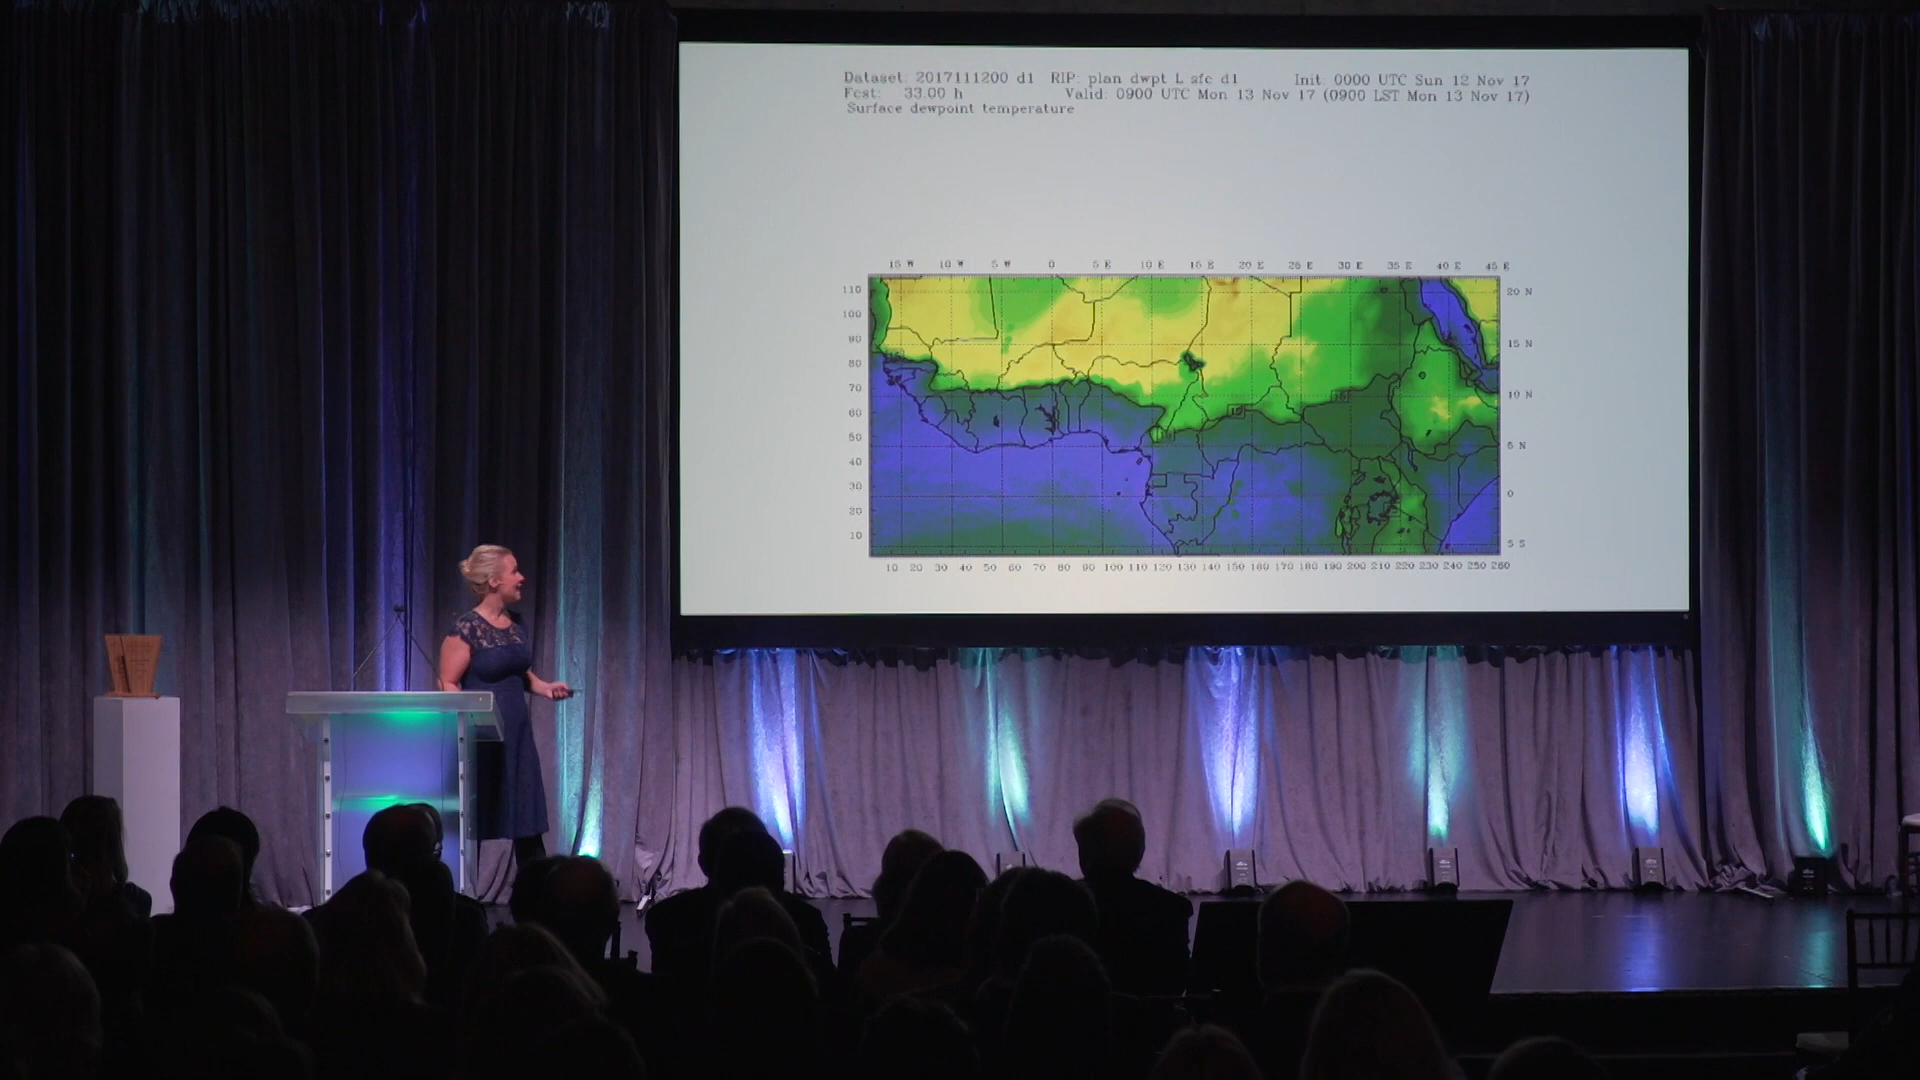 Dataset: 2017111200 d1 RIP: plan dwpt L sfc d1 Init: 0000 UTC Sun 12 Nov 17
Fcst: 33.00 h Valid: 0900 UTC Mon 13 Nov 17 (0900 LST Mon 13 Nov 17)
Surface dewpoint temperature
15 W 10 W 5 W 0 5 E 10 E 15 E 20 E 25 E 30 E 35 E 40 E 45 E
110 20 N
100
90 15 N
80
70 10 N
60
50 5 N
40
30 0
20
10 5 S
10 20 30 40 50 60 70 80 90 100 110 120 130 140 150 160 170 180 190 200 210 220 230 240 250 260